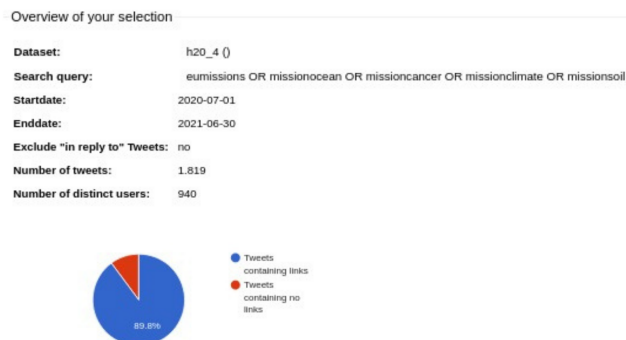 Overview of your selection
Dataset: h20_4 ()
Search query: eumissions OR missionocean OR missioncancer OR missionclimate OR missionsoil
Startdate: 2020-07-01
Enddate: 2021-06-30
Exclude "in reply to" Tweets: no
Number of tweets: 1.819
Number of distinct users: 940
Tweets
containing links
Tweets
containing no
links
89.8%